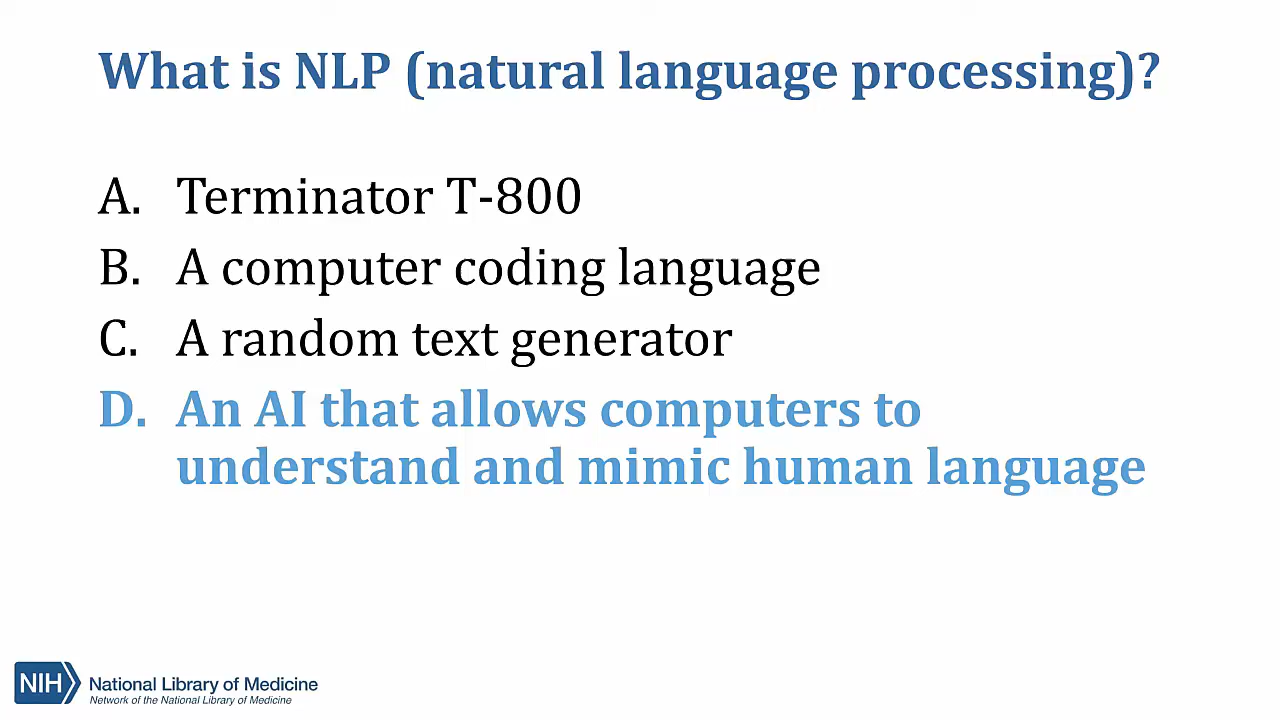 What is NLP (natural language processing)?
A. Terminator T-800
B. A computer coding language
C. A random text generator
D. An AI that allows computers to
understand and mimic human language
NIH National Library of Medicine
Network of the National Library of Medicine